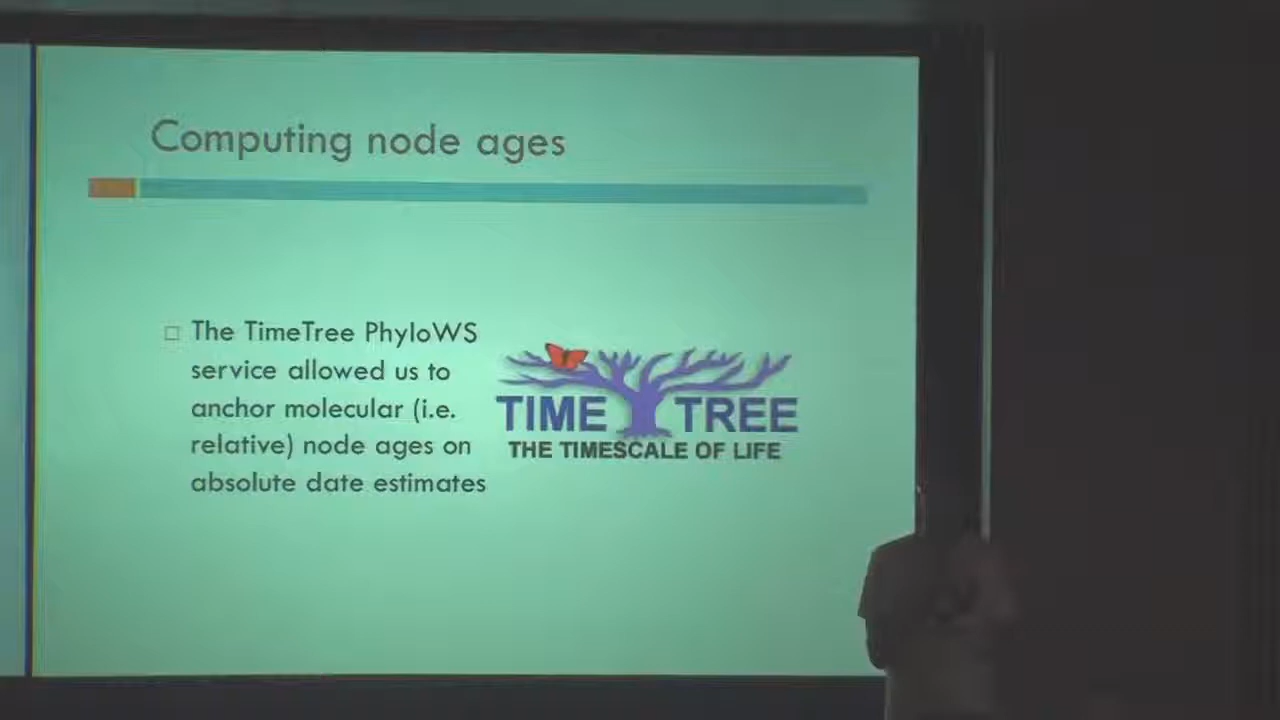 Computing node ages
The TimeTree PhyloWS
service allowed us to
anchor molecular (i.e.
relative) node ages on
absolute date estimates
TIME TREE
THE TIMESCALE OF LIFE